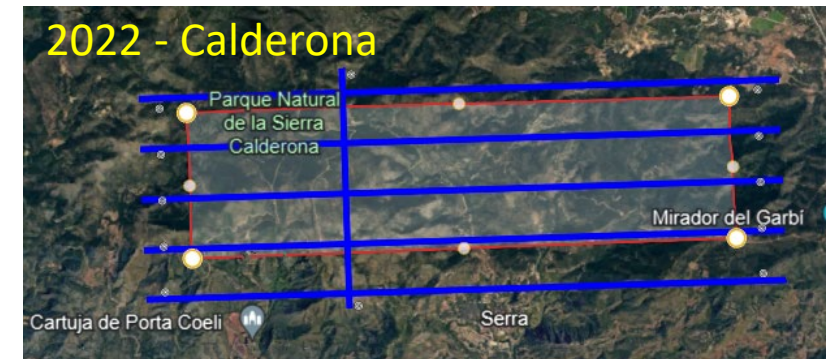 2022 - Calderona
Parque Natural
de la Sierra
Calderona
Mirador del Garbí
Cartuja de Porta Coeli
Serra